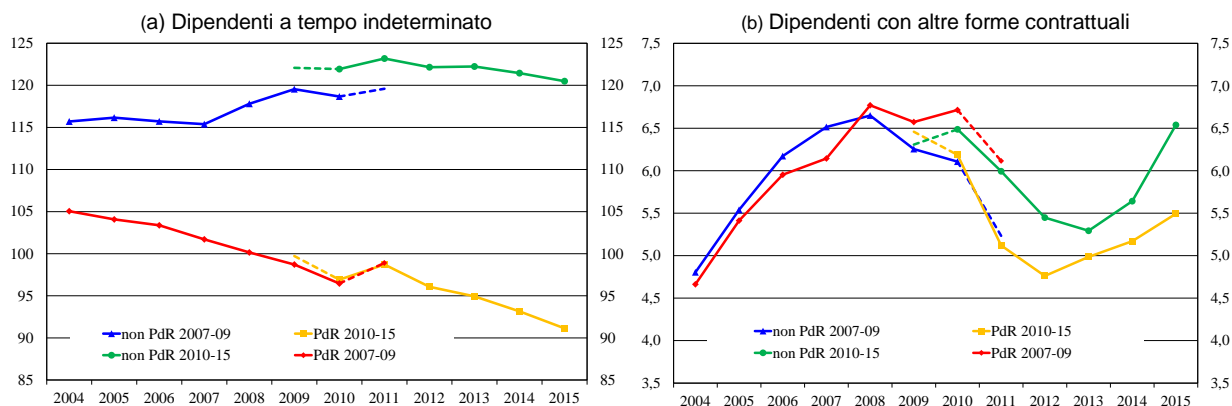 (a) Dipendenti a tempo indeterminato
125 125
120 120
115 115
110 110
105 105
100 100
95 95
90 90
85 85
non PdR 2007-09 PdR 2010-15
non PdR 2010-15 PdR 2007-09
2004 2005 2006 2007 2008 2009 2010 2011 2012 2013 2014 2015
(b) Dipendenti con altre forme contrattuali
7,5 7,5
7,0 7,0
6,5 6,5
6,0 6,0
5,5 5,5
5,0 5,0
4,5 4,5
4,0 4,0
3,5 3,5
non PdR 2007-09 PdR 2010-15
non PdR 2010-15 PdR 2007-09
2004 2005 2006 2007 2008 2009 2010 2011 2012 2013 2014 2015